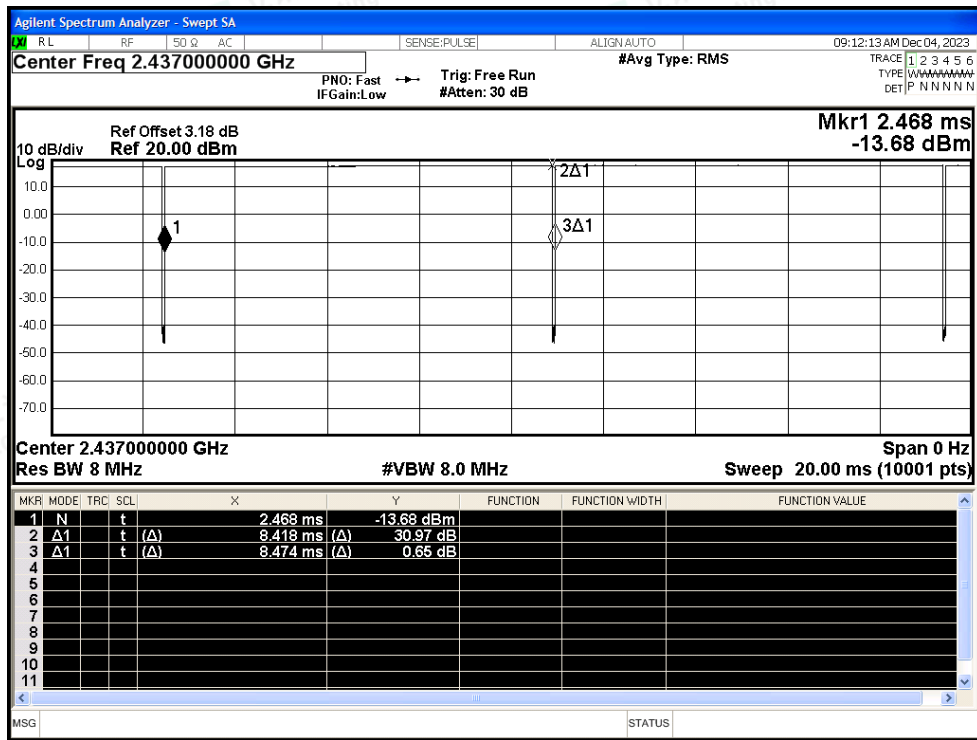 Agilent Spectrum Analyzer - Swept SA
LXI RL RF 50 Ω AC SENSE:PULSE ALIGN AUTO 09:12:13 AM Dec 04, 2023
Center Freq 2.437000000 GHz
PNO: Fast
IFGain:Low
Trig: Free Run
#Atten: 30 dB
#Avg Type: RMS
TRACE 1 2 3 4 5 6
TYPE WWWWWW
DET P N N N N N
Mkr1 2.468 ms
-13.68 dBm
Ref Offset 3.18 dB
10 dB/div Ref 20.00 dBm
Log
10.0
0.00
-10.0
-20.0
-30.0
-40.0
-50.0
-60.0
-70.0
1
2Δ1
3Δ1
Center 2.437000000 GHz Span 0 Hz
Res BW 8 MHz #VBW 8.0 MHz Sweep 20.00 ms (10001 pts)
MKR MODE TRC SCL X Y FUNCTION FUNCTION WIDTH FUNCTION VALUE
1 N t 2.468 ms -13.68 dBm
2 Δ1 t (Δ) 8.418 ms (Δ) 30.97 dB
3 Δ1 t (Δ) 8.474 ms (Δ) 0.65 dB
4
5
6
7
8
9
10
11
MSG STATUS